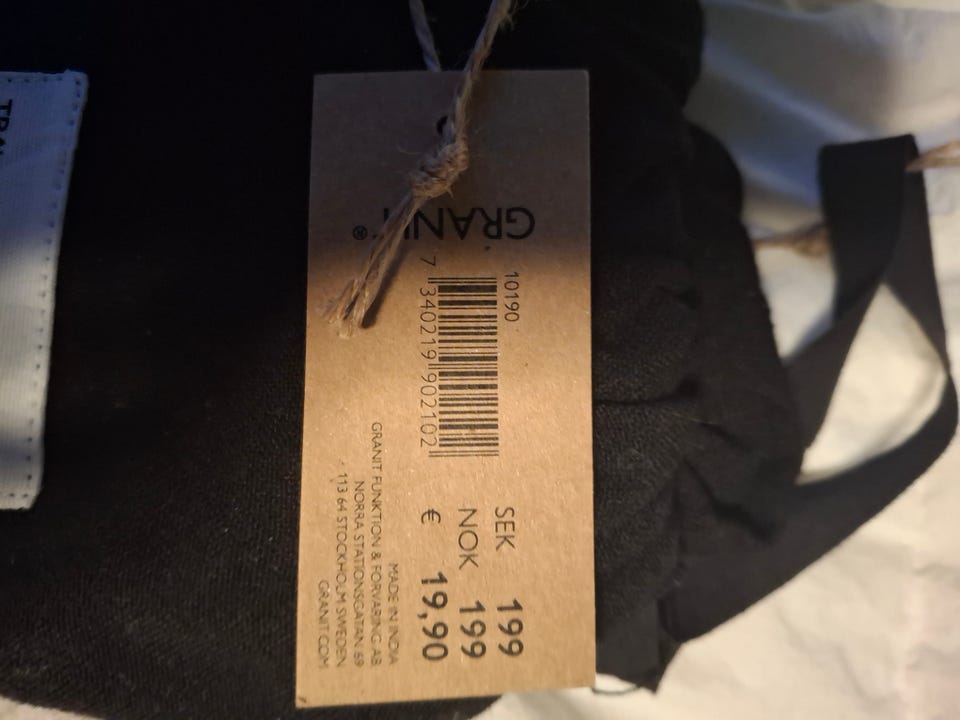 GRANIT®
10190
7 340219 902102
SEK 199
NOK 199
€ 19,90
MADE IN INDIA
GRANIT FUNKTION & FORVARING AB
NORRA STATIONSGATAN 69
113 64 STOCKHOLM SWEDEN
GRANIT.COM